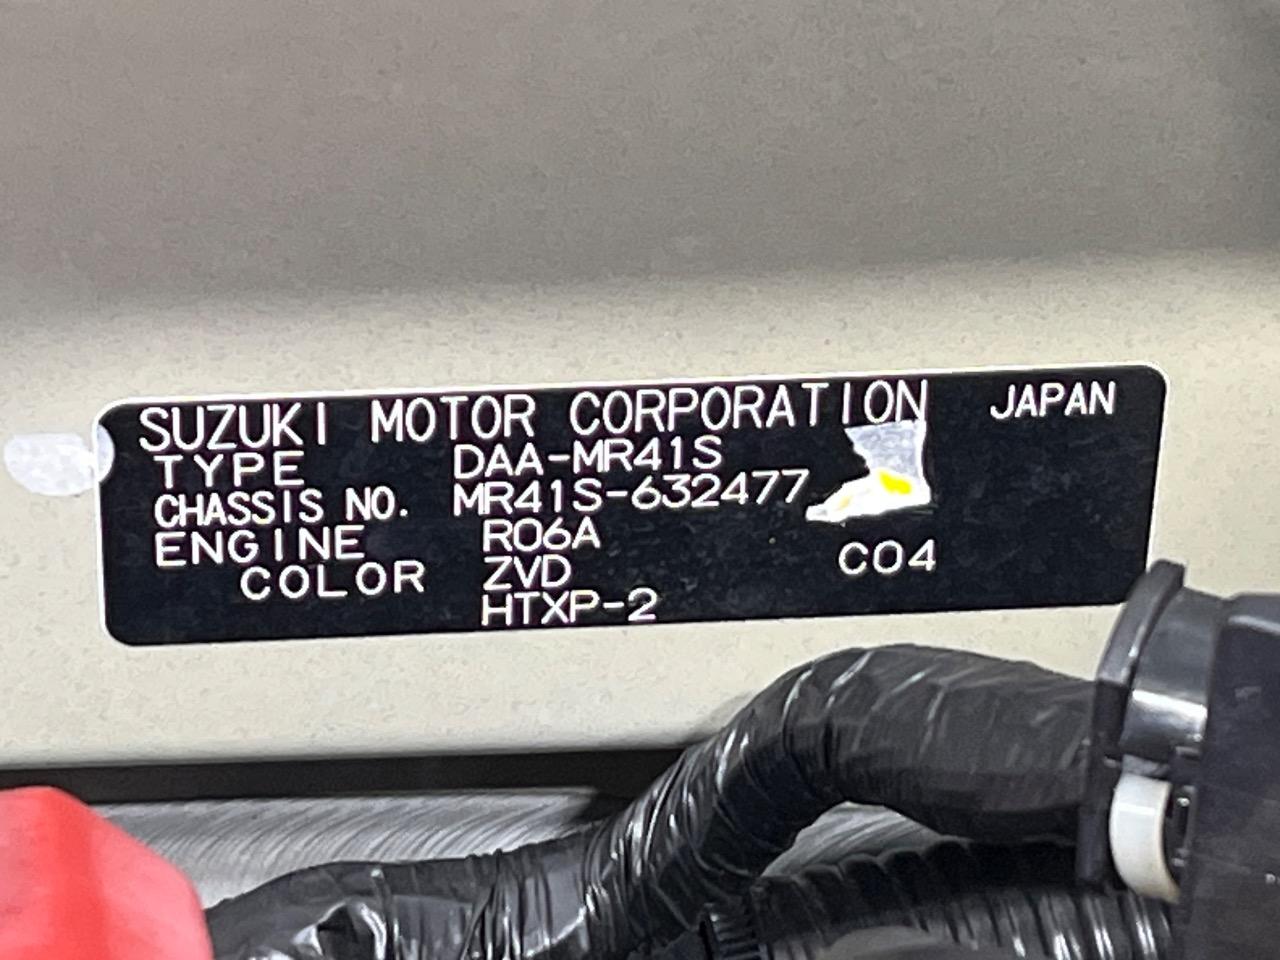 SUZUKI MOTOR CORPORATION JAPAN
TYPE DAA-MR41S
CHASSIS NO. MR41S-632477
ENGINE R06A
COLOR ZVD C04
HTXP-2